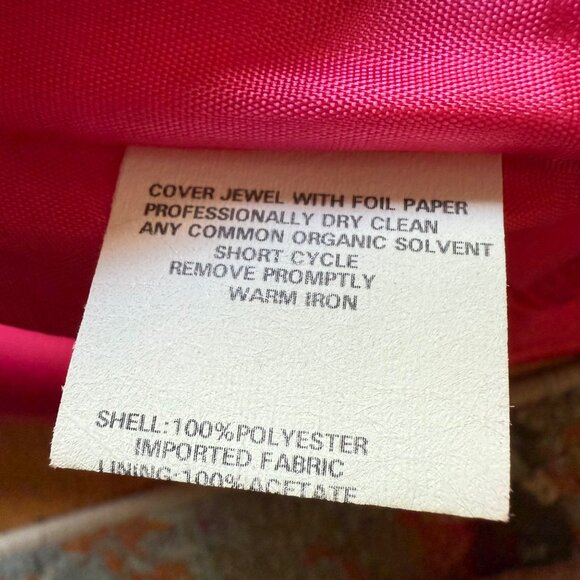 COVER JEWEL WITH FOIL PAPER
PROFESSIONALLY DRY CLEAN
ANY COMMON ORGANIC SOLVENT
SHORT CYCLE
REMOVE PROMPTLY
WARM IRON
SHELL:100%POLYESTER
IMPORTED FABRIC
LINING:100%ACETATE